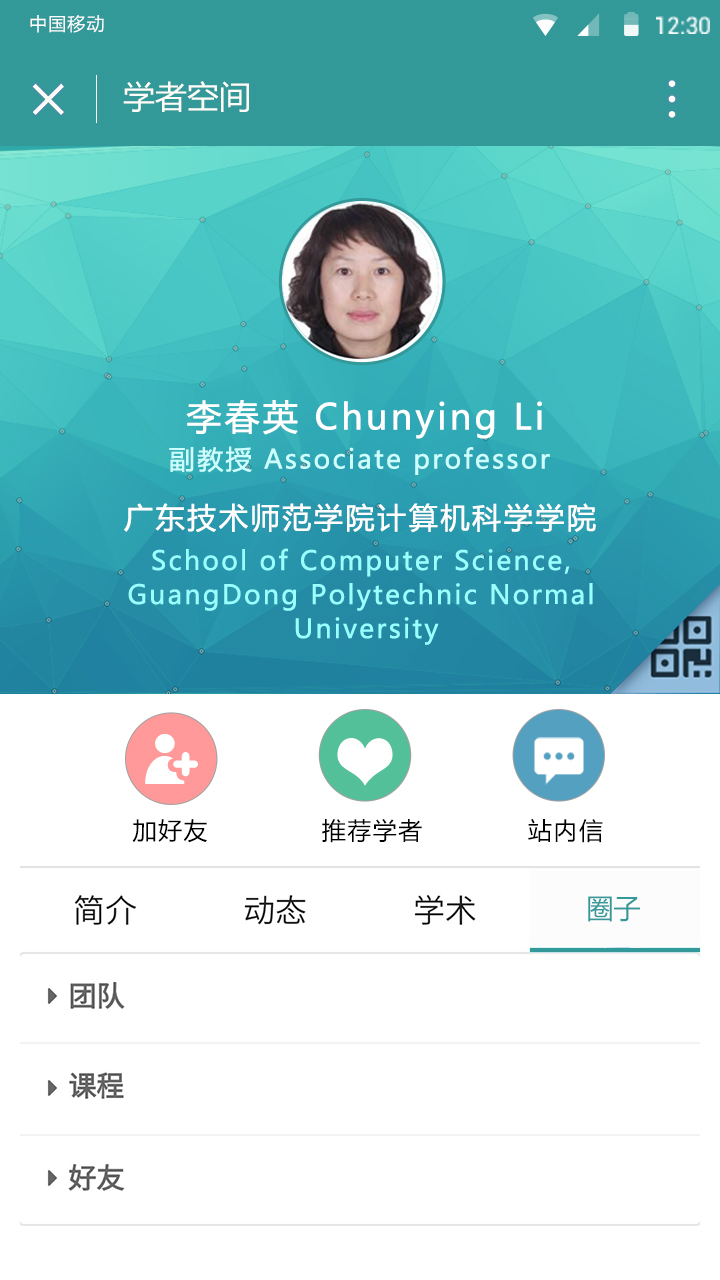 中国移动
12:30
学者空间
李春英 Chunying Li
副教授 Associate professor
广东技术师范学院计算机科学学院
School of Computer Science,
GuangDong Polytechnic Normal
University
加好友
推荐学者
站内信
简介
动态
学术
圈子
团队
课程
好友